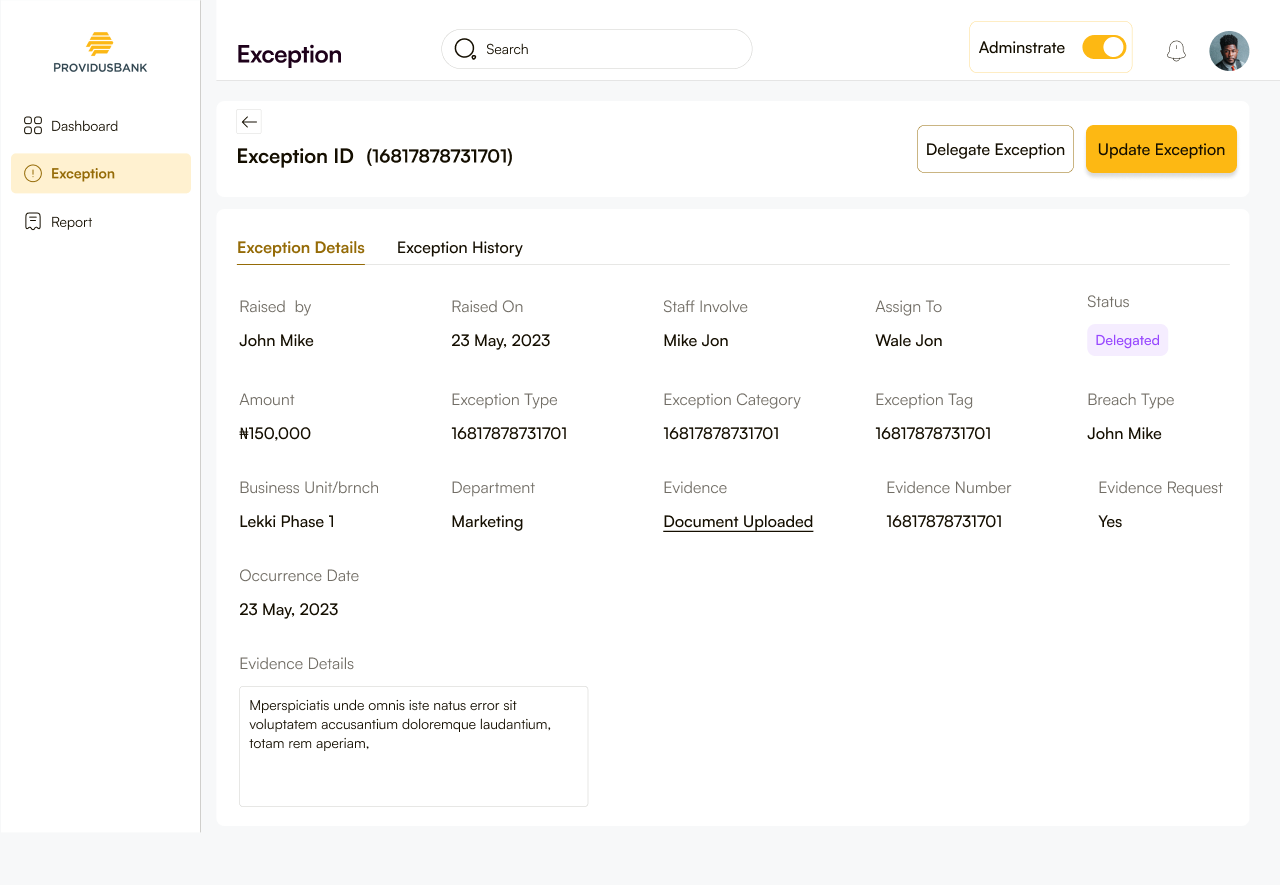 PROVIDUSBANK
Dashboard
Exception
Report
Exception
Search
Adminstrate
Exception ID (16817878731701)
Delegate Exception
Update Exception
Exception Details
Exception History
Raised by
Raised On
Staff Involve
Assign To
Status
John Mike
23 May, 2023
Mike Jon
Wale Jon
Delegated
Amount
Exception Type
Exception Category
Exception Tag
Breach Type
₦150,000
16817878731701
16817878731701
16817878731701
John Mike
Business Unit/brnch
Department
Evidence
Evidence Number
Evidence Request
Lekki Phase 1
Marketing
Document Uploaded
16817878731701
Yes
Occurrence Date
23 May, 2023
Evidence Details
Mperspiciatis unde omnis iste natus error sit
voluptatem accusantium doloremque laudantium,
totam rem aperiam,